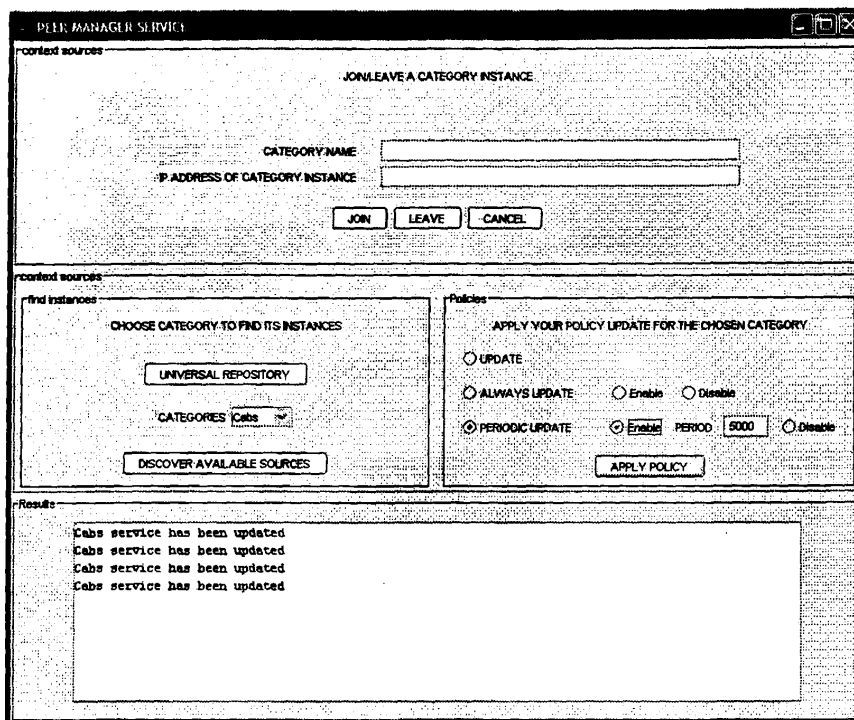 PEER MANAGER SERVICE
context sources
JOIN/LEAVE A CATEGORY INSTANCE
CATEGORY NAME
IP ADDRESS OF CATEGORY INSTANCE
JOIN LEAVE CANCEL
context sources
find instances
CHOOSE CATEGORY TO FIND ITS INSTANCES
UNIVERSAL REPOSITORY
CATEGORIES Cabs
DISCOVER AVAILABLE SOURCES
Policies
APPLY YOUR POLICY UPDATE FOR THE CHOSEN CATEGORY
UPDATE
ALWAYS UPDATE Enable Disable
PERIODIC UPDATE Enable PERIOD 5000 Disable
APPLY POLICY
Results
Cabs service has been updated
Cabs service has been updated
Cabs service has been updated
Cabs service has been updated